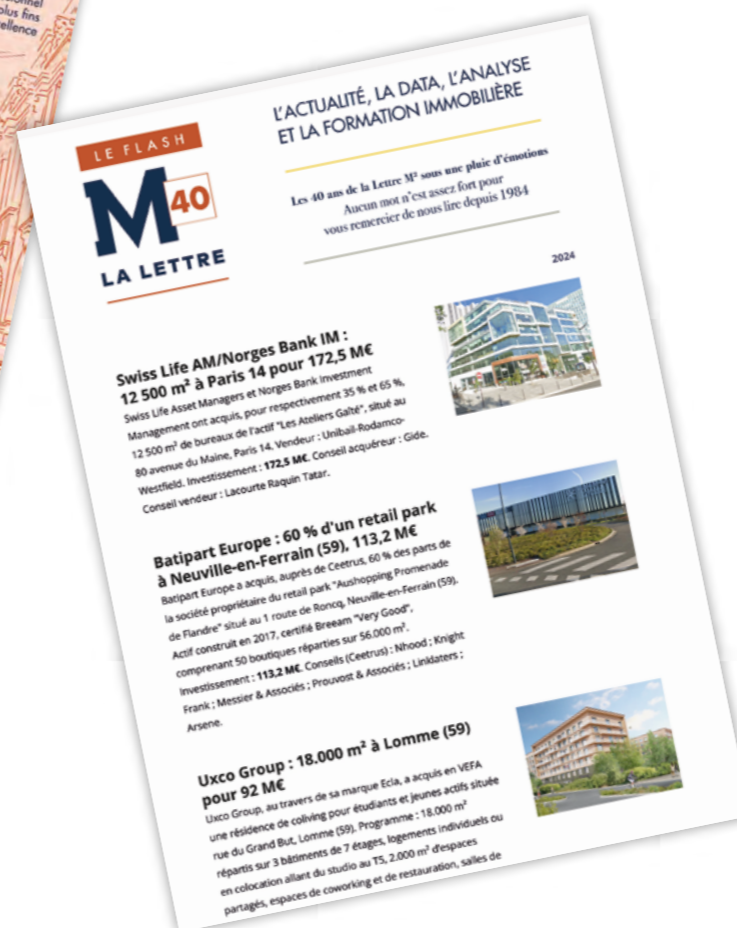 onnel
plus fins
ellence
LE FLASH
M 40
LA LETTRE
L'ACTUALITÉ, LA DATA, L'ANALYSE
ET LA FORMATION IMMOBILIÈRE
Les 40 ans de la Lettre M² sous une pluie d'émotions
Aucun mot n'est assez fort pour
vous remercier de nous lire depuis 1984
2024
Swiss Life AM/Norges Bank IM :
12 500 m² à Paris 14 pour 172,5 M€
Swiss Life Asset Managers et Norges Bank Investment
Management ont acquis, pour respectivement 35 % et 65 %,
12 500 m² de bureaux de l'actif "Les Ateliers Gaîté", situé au
80 avenue du Maine, Paris 14. Vendeur : Unibail-Rodamco-
Westfield. Investissement : 172,5 M€. Conseil acquéreur : Gide.
Conseil vendeur : Lacourte Raquin Tatar.
Batipart Europe : 60 % d'un retail park
à Neuville-en-Ferrain (59), 113,2 M€
Batipart Europe a acquis, auprès de Ceetrus, 60 % des parts de
la société propriétaire du retail park "Aushopping Promenade
de Flandre" situé au 1 route de Roncq, Neuville-en-Ferrain (59).
Actif construit en 2017, certifié Breeam "Very Good",
comprenant 50 boutiques réparties sur 56.000 m².
Investissement : 113,2 M€. Conseils (Ceetrus) : Nhood ; Knight
Frank ; Messier & Associés ; Prouvost & Associés ; Linklaters ;
Arsene.
Uxco Group : 18.000 m² à Lomme (59)
pour 92 M€
Uxco Group, au travers de sa marque Ecla, a acquis en VEFA
une résidence de coliving pour étudiants et jeunes actifs située
rue du Grand But, Lomme (59). Programme : 18.000 m²
répartis sur 3 bâtiments de 7 étages, logements individuels ou
en colocation allant du studio au T5, 2.000 m² d'espaces
partagés, espaces de coworking et de restauration, salles de